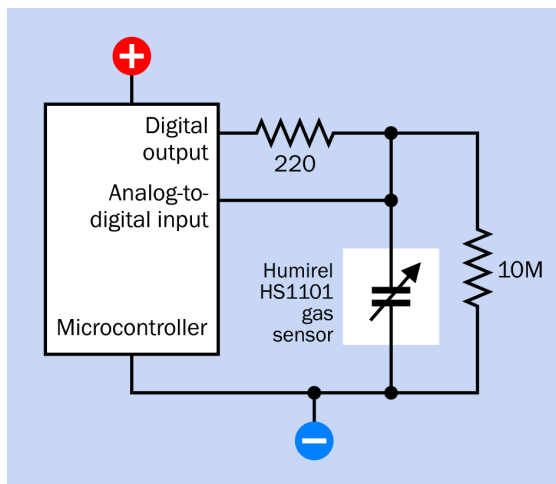 +
Digital
output
220
Analog-to-
digital input
Humirel
HS1101
gas
sensor
10M
Microcontroller
−